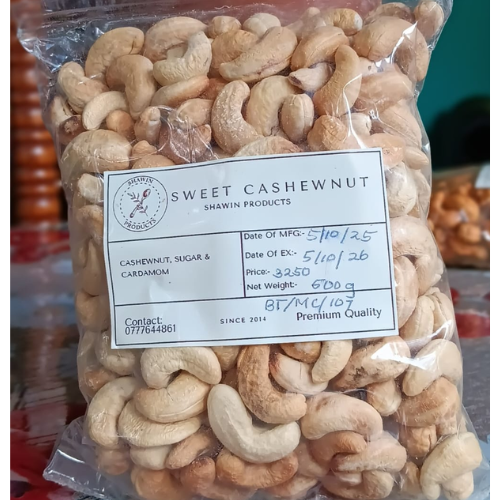 SHAWIN
PRODUCTS
SWEET CASHEWNUT
SHAWIN PRODUCTS
CASHEWNUT, SUGAR &
CARDAMOM
Date Of MFG:- 5/10/25
Date Of EX:- 5/10/26
Price:- 3250
Net Weight:- 500g
BT/MC/107
Contact:
0777644861
SINCE 2014
Premium Quality